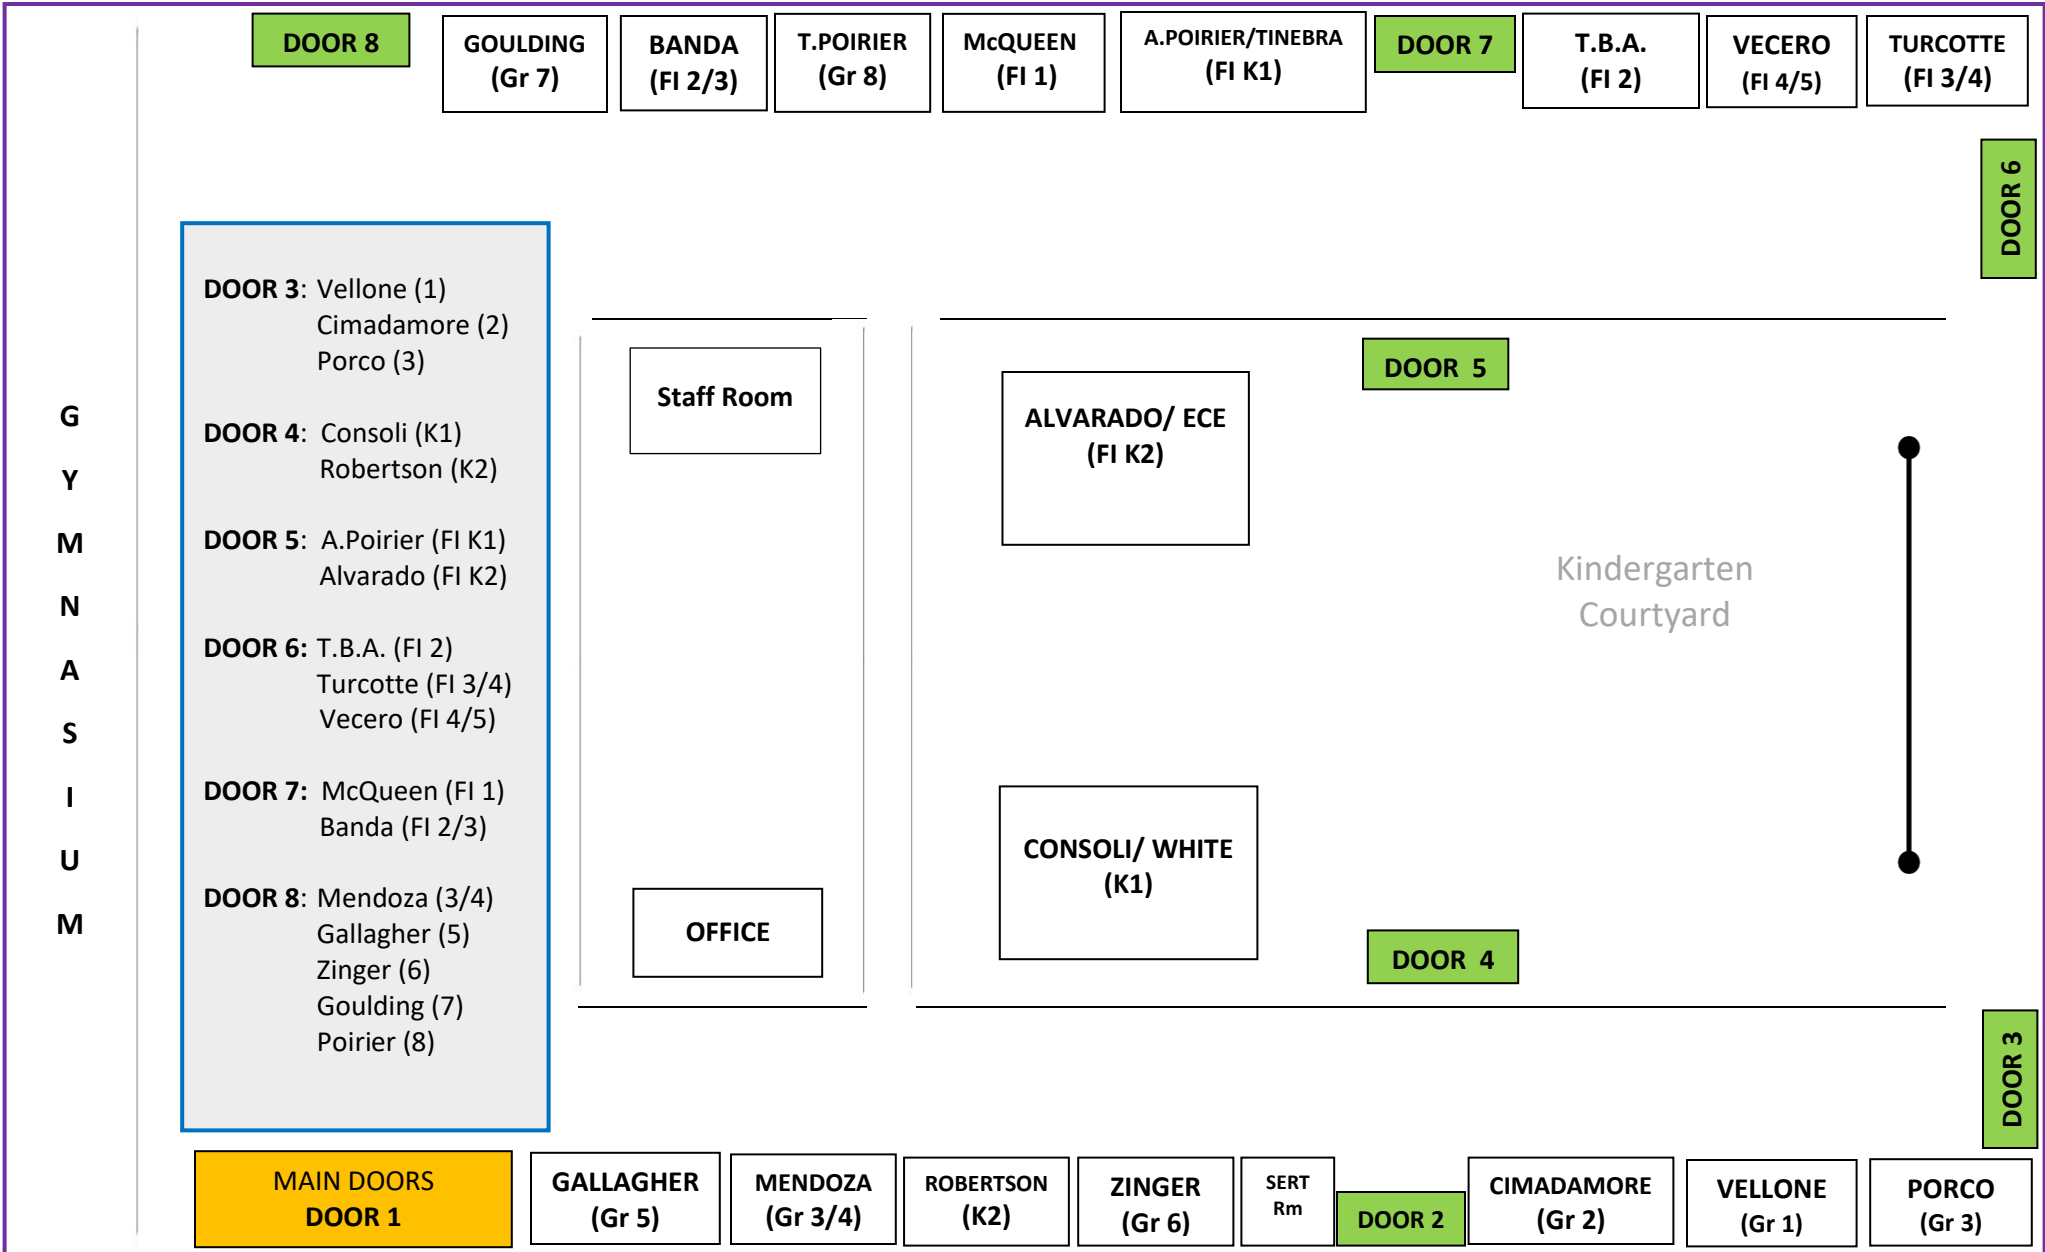 DOOR 8
GOULDING
(Gr 7)
BANDA
(FI 2/3)
T.POIRIER
(Gr 8)
McQUEEN
(FI 1)
A.POIRIER/TINEBRA
(FI K1)
DOOR 7
T.B.A.
(FI 2)
VECERO
(FI 4/5)
TURCOTTE
(FI 3/4)
DOOR 6
GYMNASIUM
DOOR 3: Vellone (1)
Cimadamore (2)
Porco (3)
DOOR 4: Consoli (K1)
Robertson (K2)
DOOR 5: A.Poirier (FI K1)
Alvarado (FI K2)
DOOR 6: T.B.A. (FI 2)
Turcotte (FI 3/4)
Vecero (FI 4/5)
DOOR 7: McQueen (FI 1)
Banda (FI 2/3)
DOOR 8: Mendoza (3/4)
Gallagher (5)
Zinger (6)
Goulding (7)
Poirier (8)
Staff Room
OFFICE
ALVARADO/ ECE
(FI K2)
DOOR 5
Kindergarten
Courtyard
CONSOLI/ WHITE
(K1)
DOOR 4
DOOR 3
MAIN DOORS
DOOR 1
GALLAGHER
(Gr 5)
MENDOZA
(Gr 3/4)
ROBERTSON
(K2)
ZINGER
(Gr 6)
SERT
Rm
DOOR 2
CIMADAMORE
(Gr 2)
VELLONE
(Gr 1)
PORCO
(Gr 3)